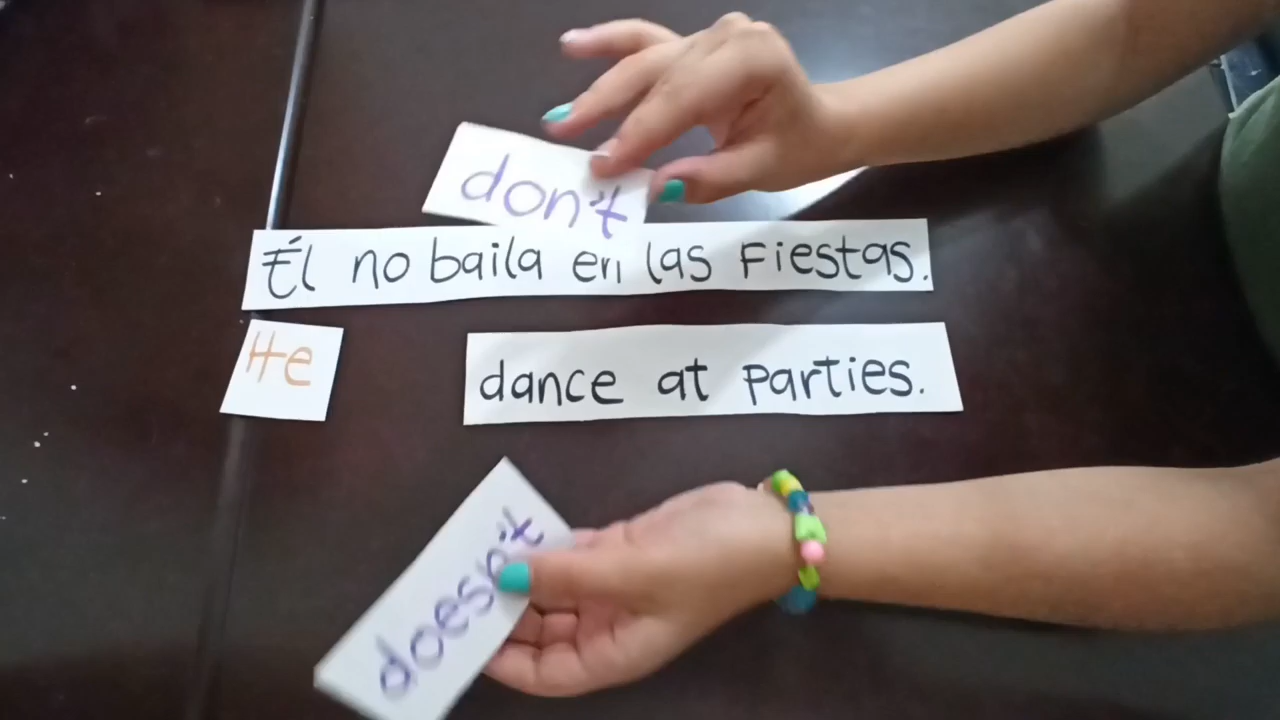 don't
Él no baila en las Fiestas.
He
dance at parties.
doesn't